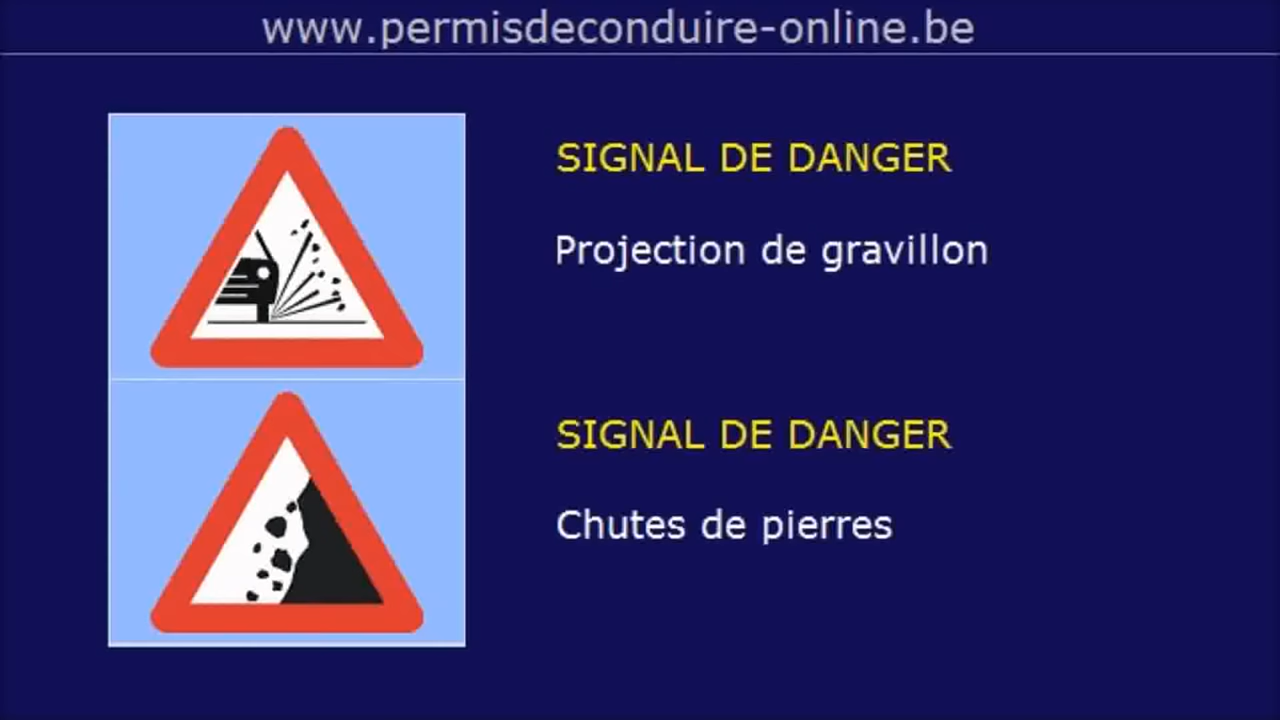 www.permisdeconduire-online.be
SIGNAL DE DANGER
Projection de gravillon
SIGNAL DE DANGER
Chutes de pierres